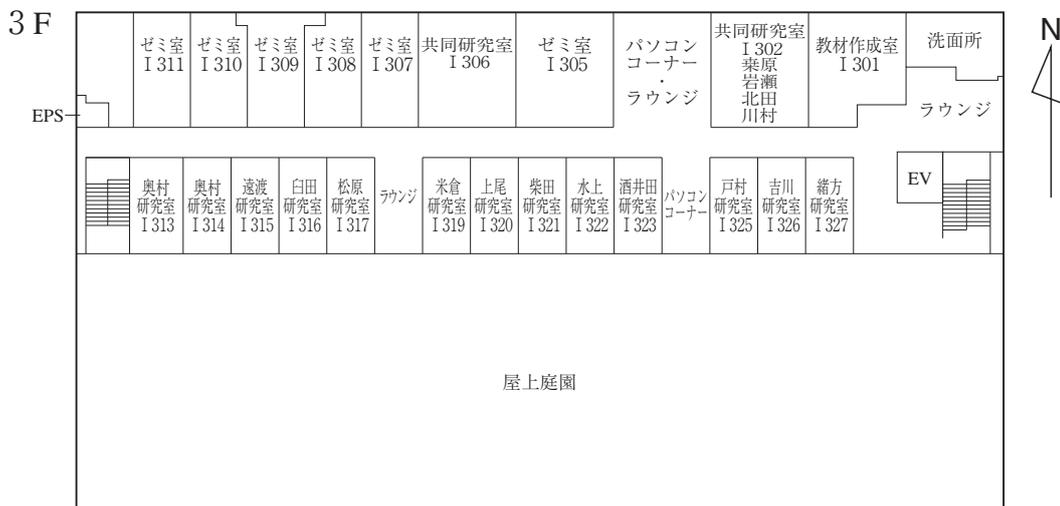 3 F
N
ゼミ室
I 311
ゼミ室
I 310
ゼミ室
I 309
ゼミ室
I 308
ゼミ室
I 307
共同研究室
I 306
ゼミ室
I 305
パソコン
コーナー
・
ラウンジ
共同研究室
I 302
桒原
岩瀬
北田
川村
教材作成室
I 301
洗面所
ラウンジ
EPS
奥村
研究室
I 313
奥村
研究室
I 314
遠渡
研究室
I 315
臼田
研究室
I 316
松原
研究室
I 317
ラウンジ
米倉
研究室
I 319
上尾
研究室
I 320
柴田
研究室
I 321
水上
研究室
I 322
酒井田
研究室
I 323
パソコン
コーナー
戸村
研究室
I 325
吉川
研究室
I 326
緒方
研究室
I 327
EV
屋上庭園